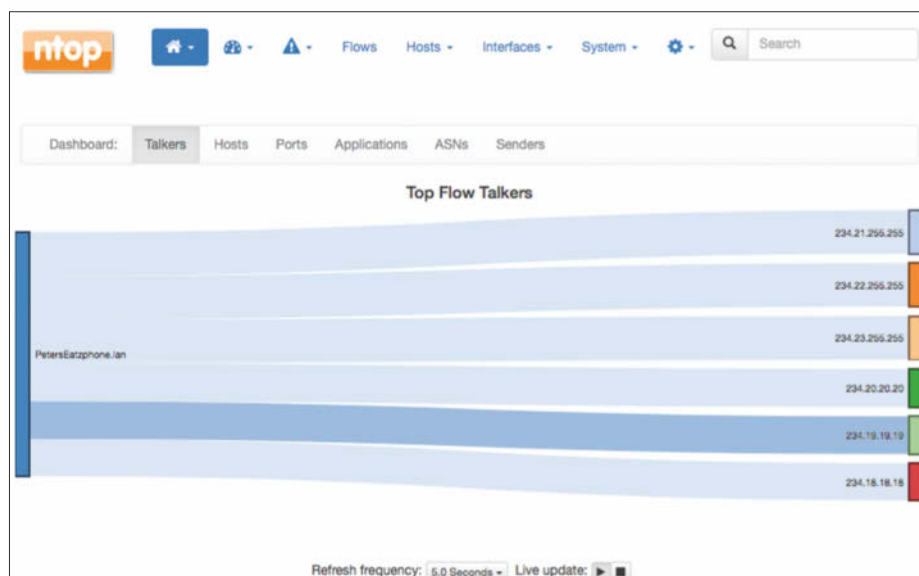 ntop
Flows Hosts Interfaces System Search
Dashboard: Talkers Hosts Ports Applications ASNs Senders
Top Flow Talkers
234.21.255.255
234.22.255.255
234.23.255.255
PetersEatzphone.lan
234.20.20.20
234.19.19.19
234.18.18.18
Refresh frequency: 5.0 Seconds Live update: